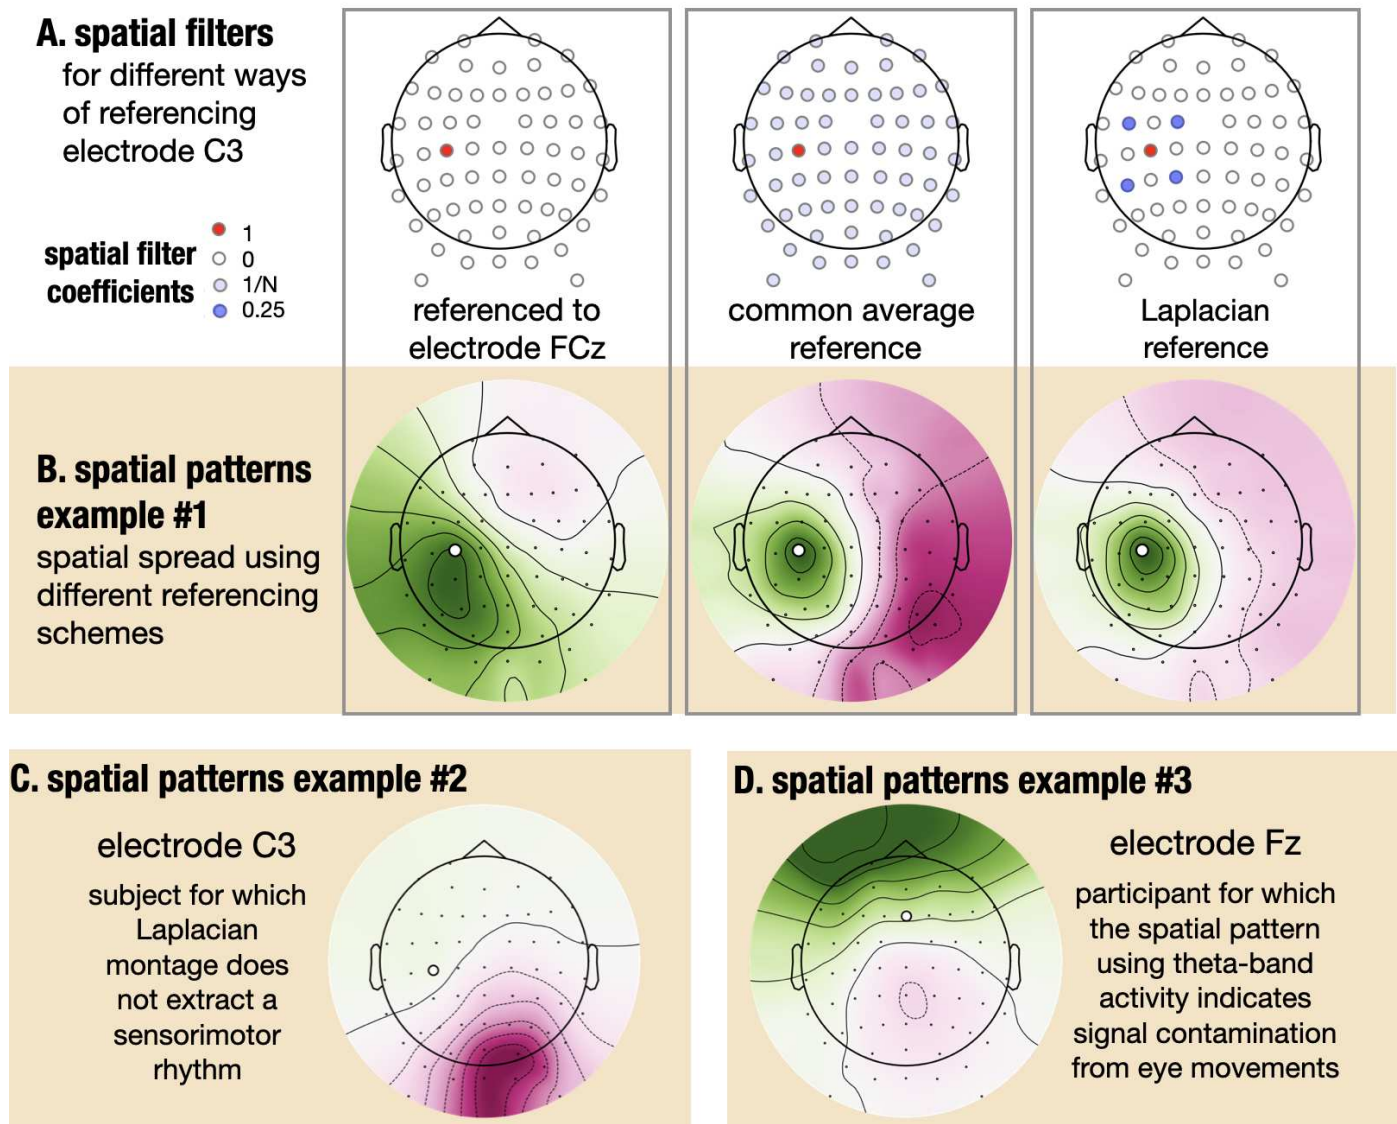 A. spatial filters
for different ways
of referencing
electrode C3
spatial filter
coefficients
1
0
1/N
0.25
referenced to
electrode FCz
common average
reference
Laplacian
reference
B. spatial patterns
example #1
spatial spread using
different referencing
schemes
C. spatial patterns example #2
electrode C3
subject for which
Laplacian
montage does
not extract a
sensorimotor
rhythm
D. spatial patterns example #3
electrode Fz
participant for which
the spatial pattern
using theta-band
activity indicates
signal contamination
from eye movements